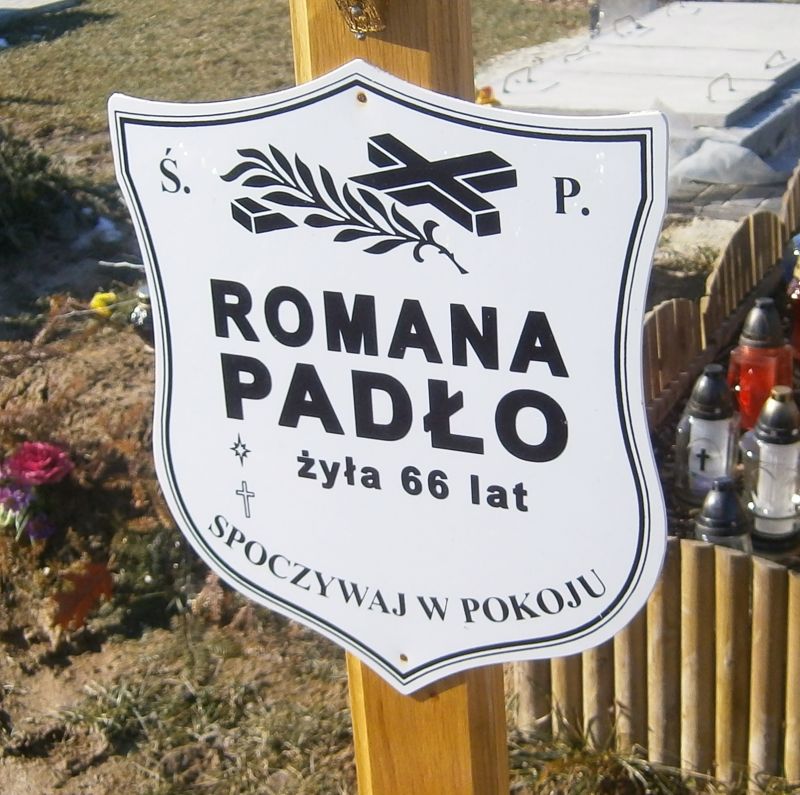 Ś. P.
ROMANA
PADŁO
żyła 66 lat
SPOCZYWAJ W POKOJU